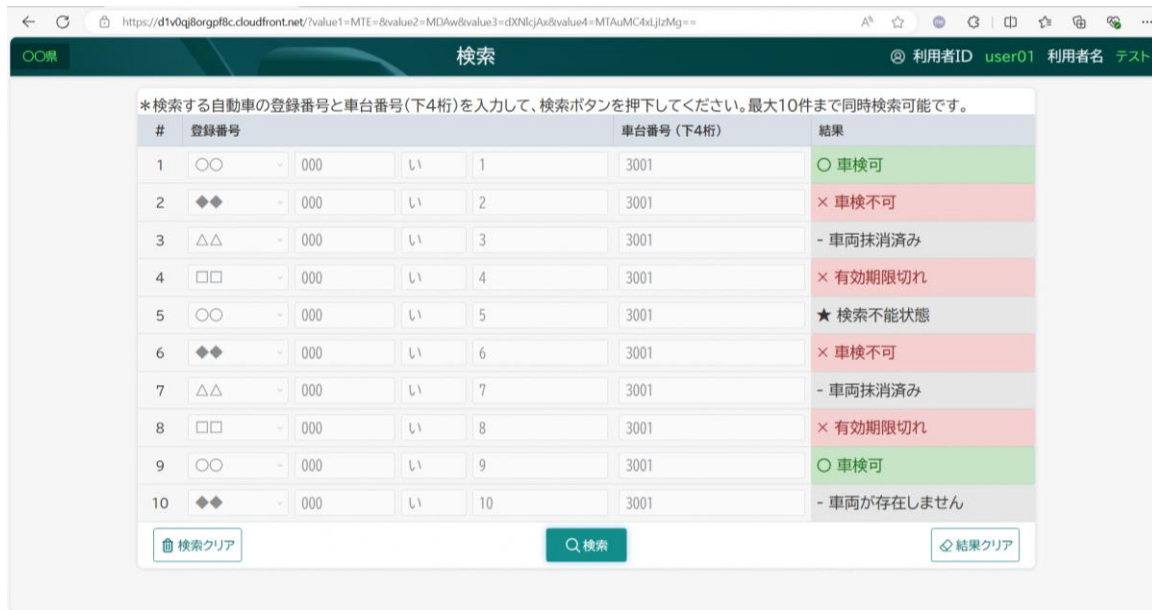 https://d1v0qj8orgpf8c.cloudfront.net/?value1=MTE=&value2=MDAw&value3=dXNlcjAx&value4=MTAuMC4xLjIzMg==
○○県 検索 利用者ID user01 利用者名 テスト
*検索する自動車の登録番号と車台番号(下4桁)を入力して、検索ボタンを押下してください。最大10件まで同時検索可能です。
# 登録番号 車台番号 (下4桁) 結果
1 ○○ 000 い 1 3001 ○ 車検可
2 ◆◆ 000 い 2 3001 × 車検不可
3 △△ 000 い 3 3001 - 車両抹消済み
4 □□ 000 い 4 3001 × 有効期限切れ
5 ○○ 000 い 5 3001 ★ 検索不能状態
6 ◆◆ 000 い 6 3001 × 車検不可
7 △△ 000 い 7 3001 - 車両抹消済み
8 □□ 000 い 8 3001 × 有効期限切れ
9 ○○ 000 い 9 3001 ○ 車検可
10 ◆◆ 000 い 10 3001 - 車両が存在しません
検索クリア 検索 結果クリア